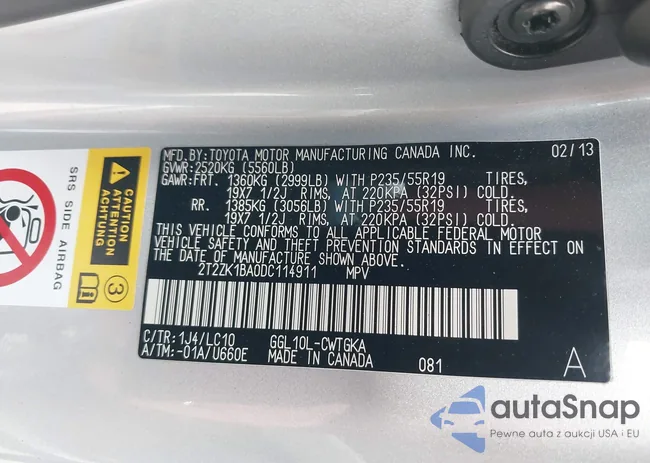 SRS SIDE AIRBAG
CAUTION
ATTENTION
ACHTUNG
3
MFD.BY:TOYOTA MOTOR MANUFACTURING CANADA INC. 02/13
GVWR:2520KG (5560LB)
GAWR:FRT. 1360KG (2999LB) WITH P235/55R19 TIRES,
19X7 1/2J RIMS, AT 220KPA (32PSI) COLD.
RR. 1385KG (3056LB) WITH P235/55R19 TIRES,
19X7 1/2J RIMS, AT 220KPA (32PSI) COLD.
THIS VEHICLE CONFORMS TO ALL APPLICABLE FEDERAL MOTOR
VEHICLE SAFETY AND THEFT PREVENTION STANDARDS IN EFFECT ON
THE DATE OF MANUFACTURE SHOWN ABOVE.
2T2ZK1BA0DC114911 MPV
C/TR:1J4/LC10 GGL10L-CWTGKA
A/TM:-01A/U660E MADE IN CANADA 081 A
autaSnap
Pewne auta z aukcji USA i EU